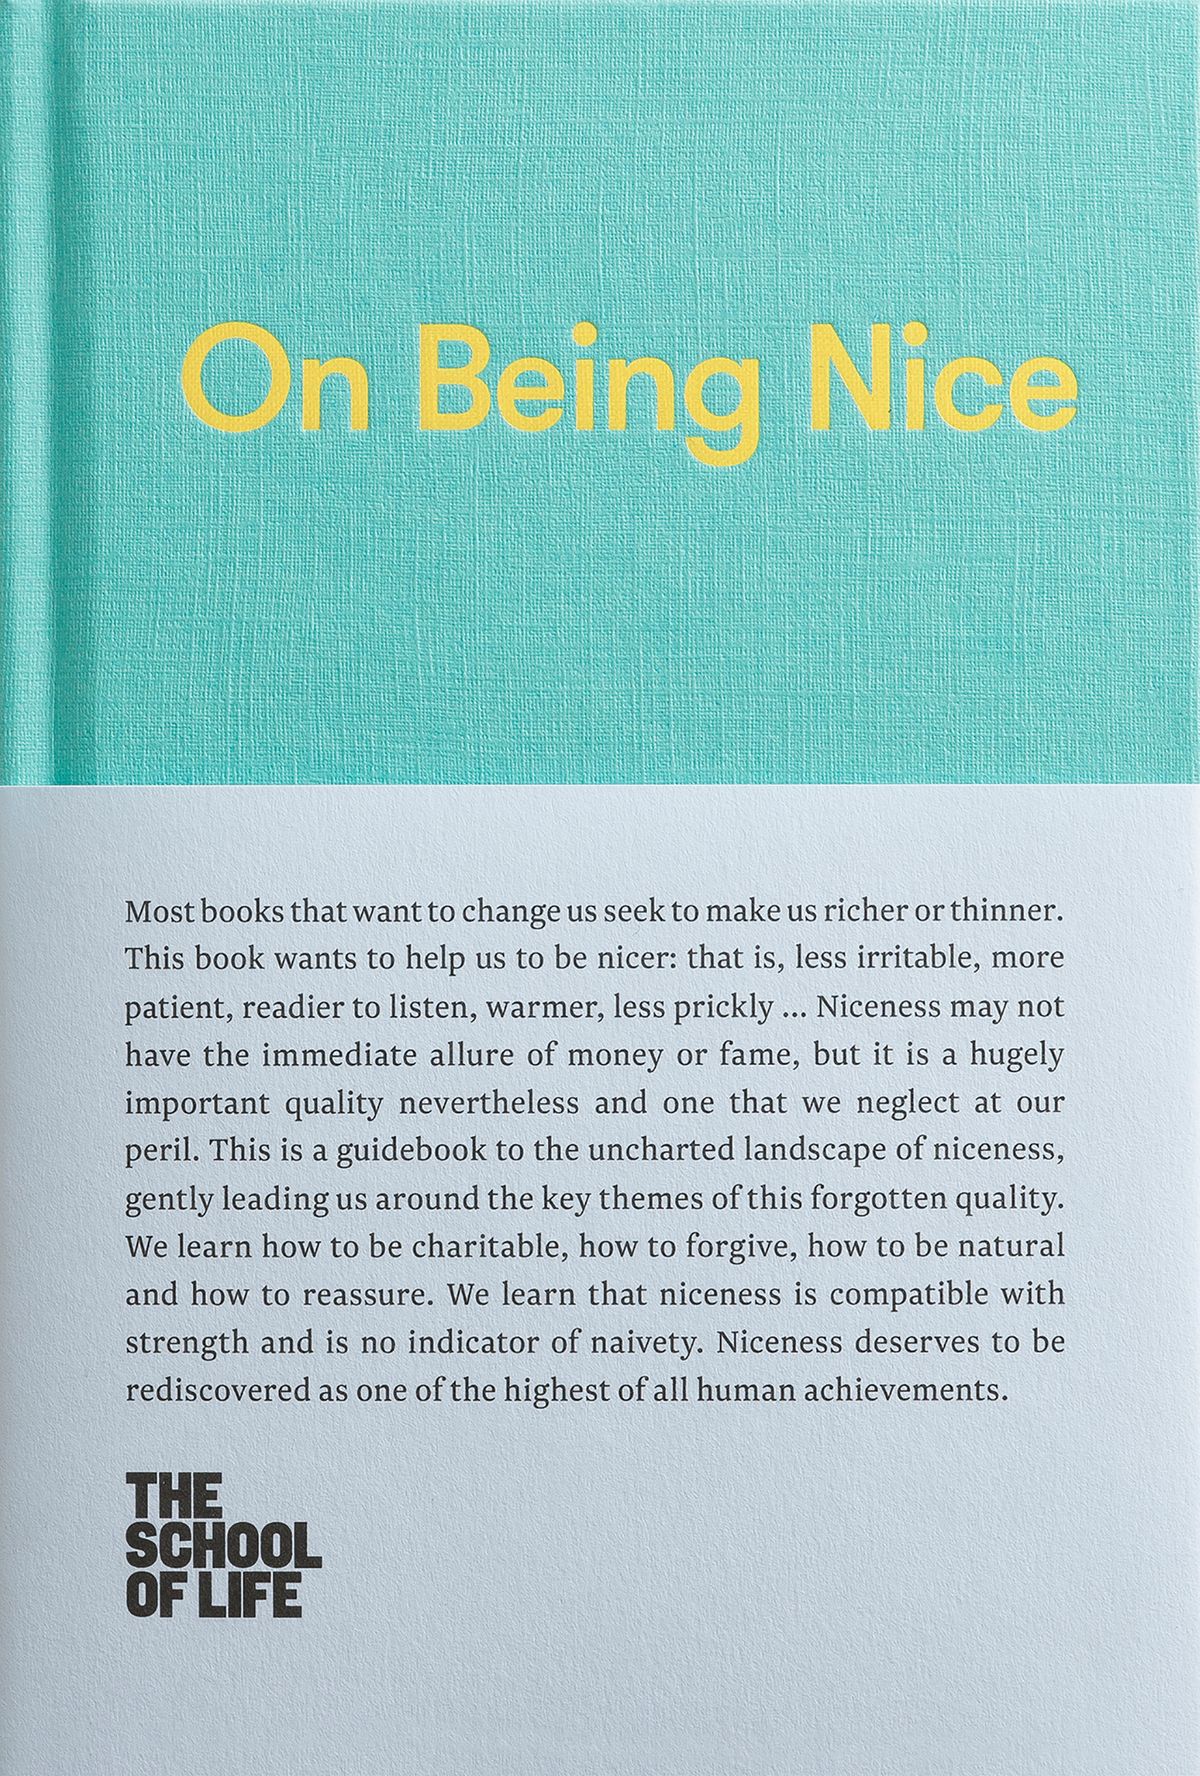 On Being Nice
Most books that want to change us seek to make us richer or thinner.
This book wants to help us to be nicer: that is, less irritable, more
patient, readier to listen, warmer, less prickly ... Niceness may not
have the immediate allure of money or fame, but it is a hugely
important quality nevertheless and one that we neglect at our
peril. This is a guidebook to the uncharted landscape of niceness,
gently leading us around the key themes of this forgotten quality.
We learn how to be charitable, how to forgive, how to be natural
and how to reassure. We learn that niceness is compatible with
strength and is no indicator of naivety. Niceness deserves to be
rediscovered as one of the highest of all human achievements.
THE
SCHOOL
OF LIFE